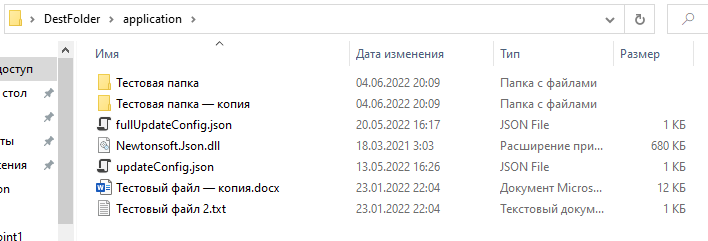 DestFolder > application >
Имя Дата изменения Тип Размер
доступ
Тестовая папка 04.06.2022 20:09 Папка с файлами
стол
Тестовая папка — копия 04.06.2022 20:09 Папка с файлами
fullUpdateConfig.json 20.05.2022 16:17 JSON File 1 КБ
ты Newtonsoft.Json.dll 18.03.2021 3:03 Расширение при... 680 КБ
жения updateConfig.json 13.05.2022 16:26 JSON File 1 КБ
on Тестовый файл — копия.docx 23.01.2022 22:04 Документ Micros... 12 КБ
Тестовый файл 2.txt 23.01.2022 22:04 Текстовый докум... 1 КБ
oint1